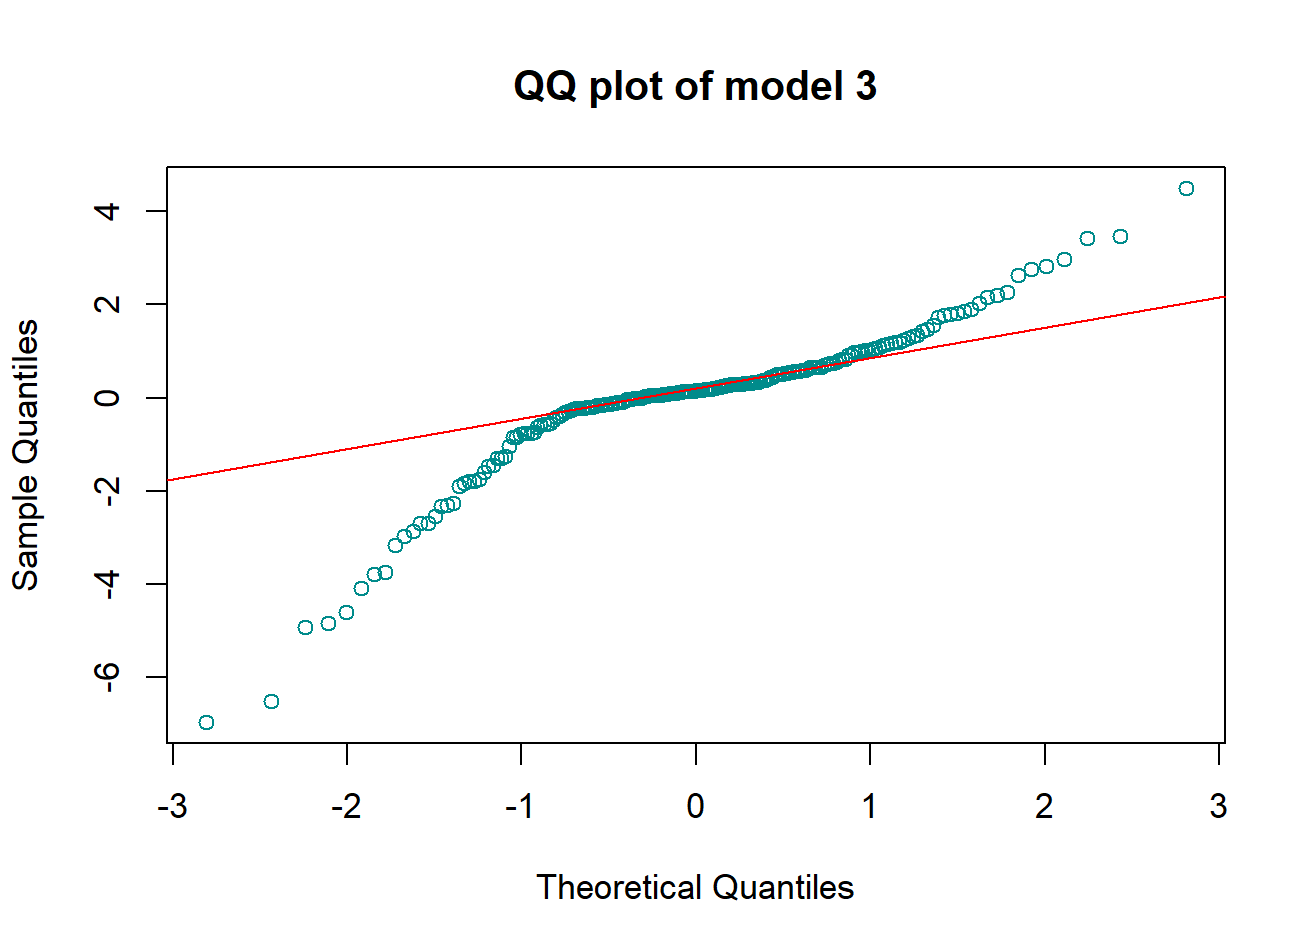 QQ plot of model 3
4
2
0
-2
-4
-6
Sample Quantiles
-3 -2 -1 0 1 2 3
Theoretical Quantiles